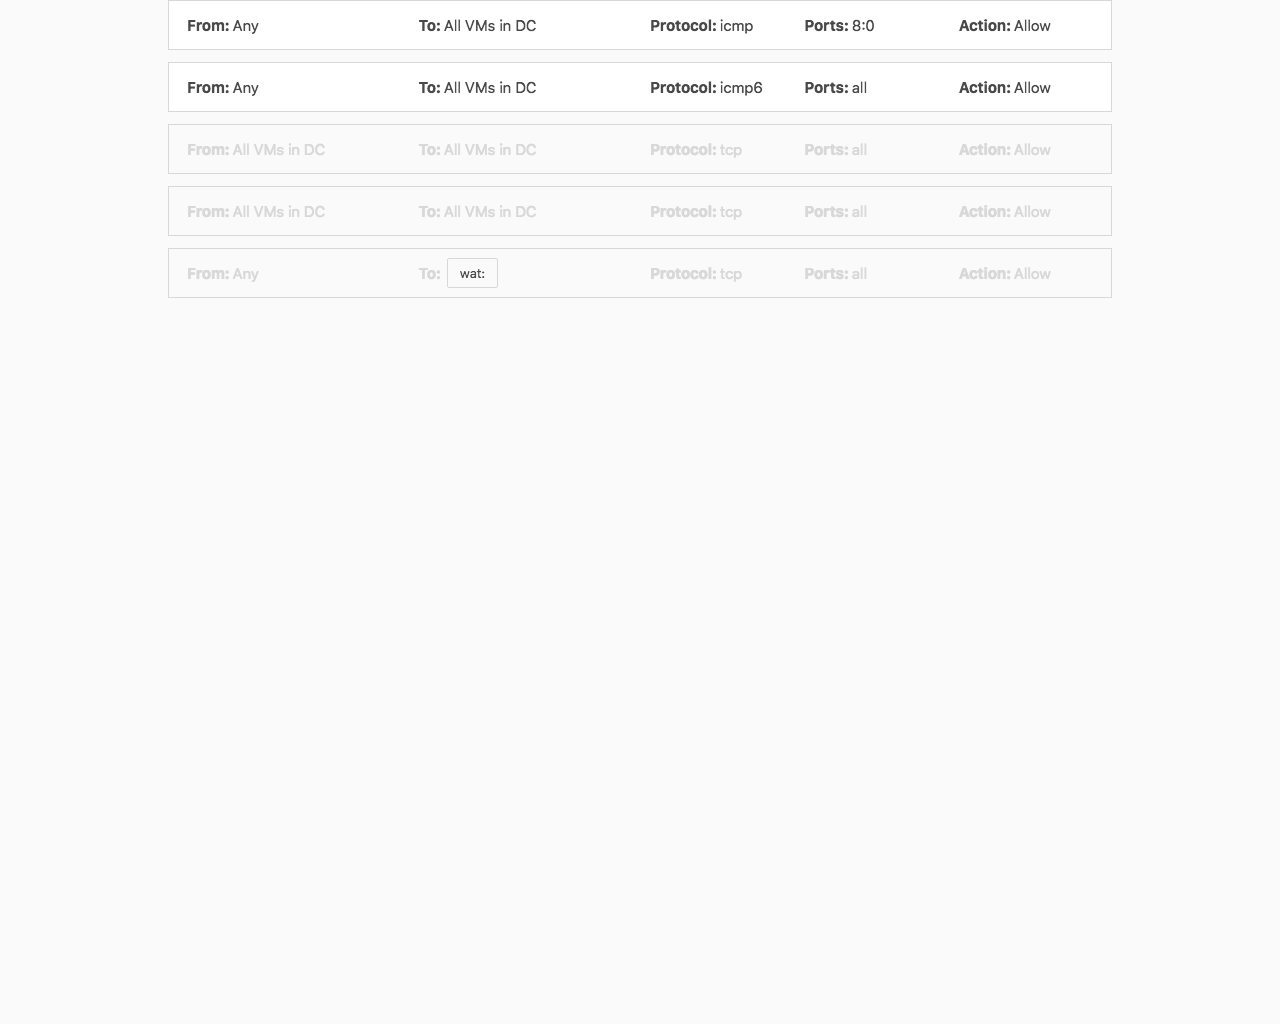 From: Any To: All VMs in DC Protocol: icmp Ports: 8:0 Action: Allow
From: Any To: All VMs in DC Protocol: icmp6 Ports: all Action: Allow
From: All VMs in DC To: All VMs in DC Protocol: tcp Ports: all Action: Allow
From: All VMs in DC To: All VMs in DC Protocol: tcp Ports: all Action: Allow
From: Any To: wat: Protocol: tcp Ports: all Action: Allow